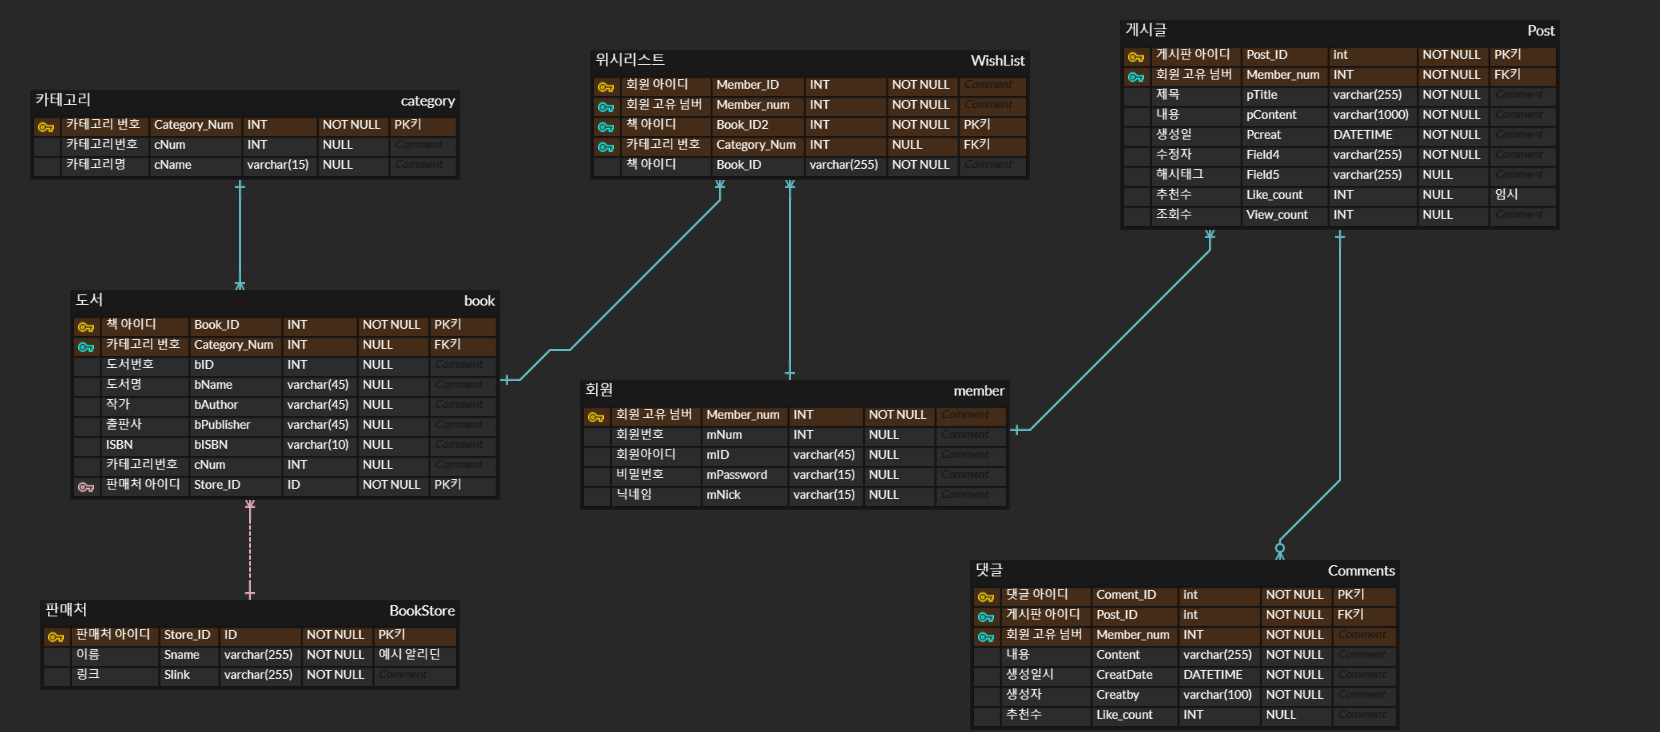 카테고리 category
카테고리 번호 Category_Num INT NOT NULL PK키
카테고리번호 cNum INT NULL Comment
카테고리명 cName varchar(15) NULL Comment
위시리스트 WishList
회원 아이디 Member_ID INT NOT NULL Comment
회원 고유 넘버 Member_num INT NOT NULL Comment
책 아이디 Book_ID2 INT NOT NULL PK키
카테고리 번호 Category_Num INT NULL FK키
책 아이디 Book_ID varchar(255) NOT NULL Comment
게시글 Post
게시판 아이디 Post_ID int NOT NULL PK키
회원 고유 넘버 Member_num INT NOT NULL FK키
제목 pTitle varchar(255) NOT NULL Comment
내용 pContent varchar(1000) NOT NULL Comment
생성일 Pcreat DATETIME NOT NULL Comment
수정자 Field4 varchar(255) NOT NULL Comment
해시태그 Field5 varchar(255) NULL Comment
추천수 Like_count INT NULL 임시
조회수 View_count INT NULL Comment
도서 book
책 아이디 Book_ID INT NOT NULL PK키
카테고리 번호 Category_Num INT NULL FK키
도서번호 bID INT NULL Comment
도서명 bName varchar(45) NULL Comment
작가 bAuthor varchar(45) NULL Comment
출판사 bPublisher varchar(45) NULL Comment
ISBN bISBN varchar(10) NULL Comment
카테고리번호 cNum INT NULL Comment
판매처 아이디 Store_ID ID NOT NULL PK키
회원 member
회원 고유 넘버 Member_num INT NOT NULL Comment
회원번호 mNum INT NULL Comment
회원아이디 mID varchar(45) NULL Comment
비밀번호 mPassword varchar(15) NULL Comment
닉네임 mNick varchar(15) NULL Comment
판매처 BookStore
판매처 아이디 Store_ID ID NOT NULL PK키
이름 Sname varchar(255) NOT NULL 예시 알리딘
링크 Slink varchar(255) NOT NULL Comment
댓글 Comments
댓글 아이디 Coment_ID int NOT NULL PK키
게시판 아이디 Post_ID int NOT NULL FK키
회원 고유 넘버 Member_num INT NOT NULL Comment
내용 Content varchar(255) NOT NULL Comment
생성일시 CreatDate DATETIME NOT NULL Comment
생성자 Creatby varchar(100) NOT NULL Comment
추천수 Like_count INT NULL Comment